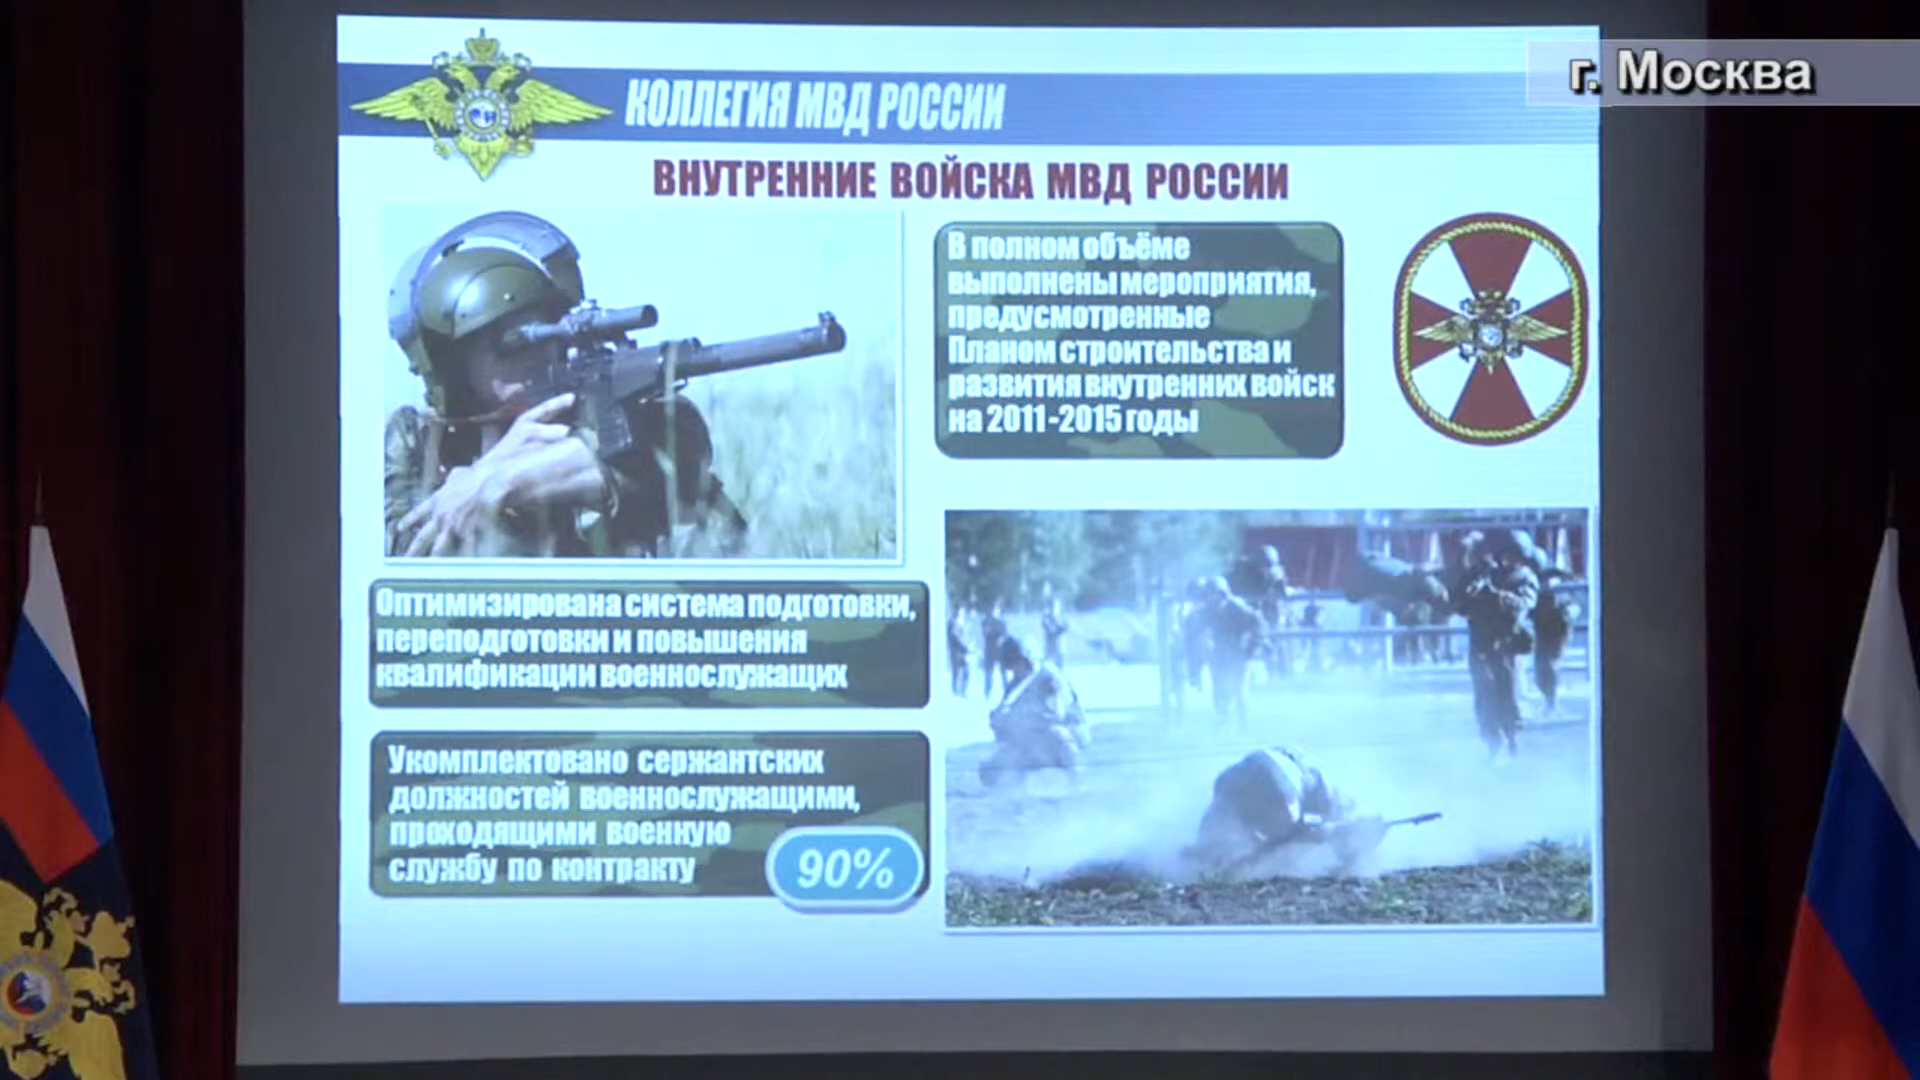 г. Москва
КОЛЛЕГИЯ МВД РОССИИ
ВНУТРЕННИЕ ВОЙСКА МВД РОССИИ
В полном объёме
выполнены мероприятия,
предусмотренные
Планом строительства и
развития внутренних войск
на 2011-2015 годы
Оптимизирована система подготовки,
переподготовки и повышения
квалификации военнослужащих
Укомплектовано сержантских
должностей военнослужащими,
проходящими военную
службу по контракту
90%